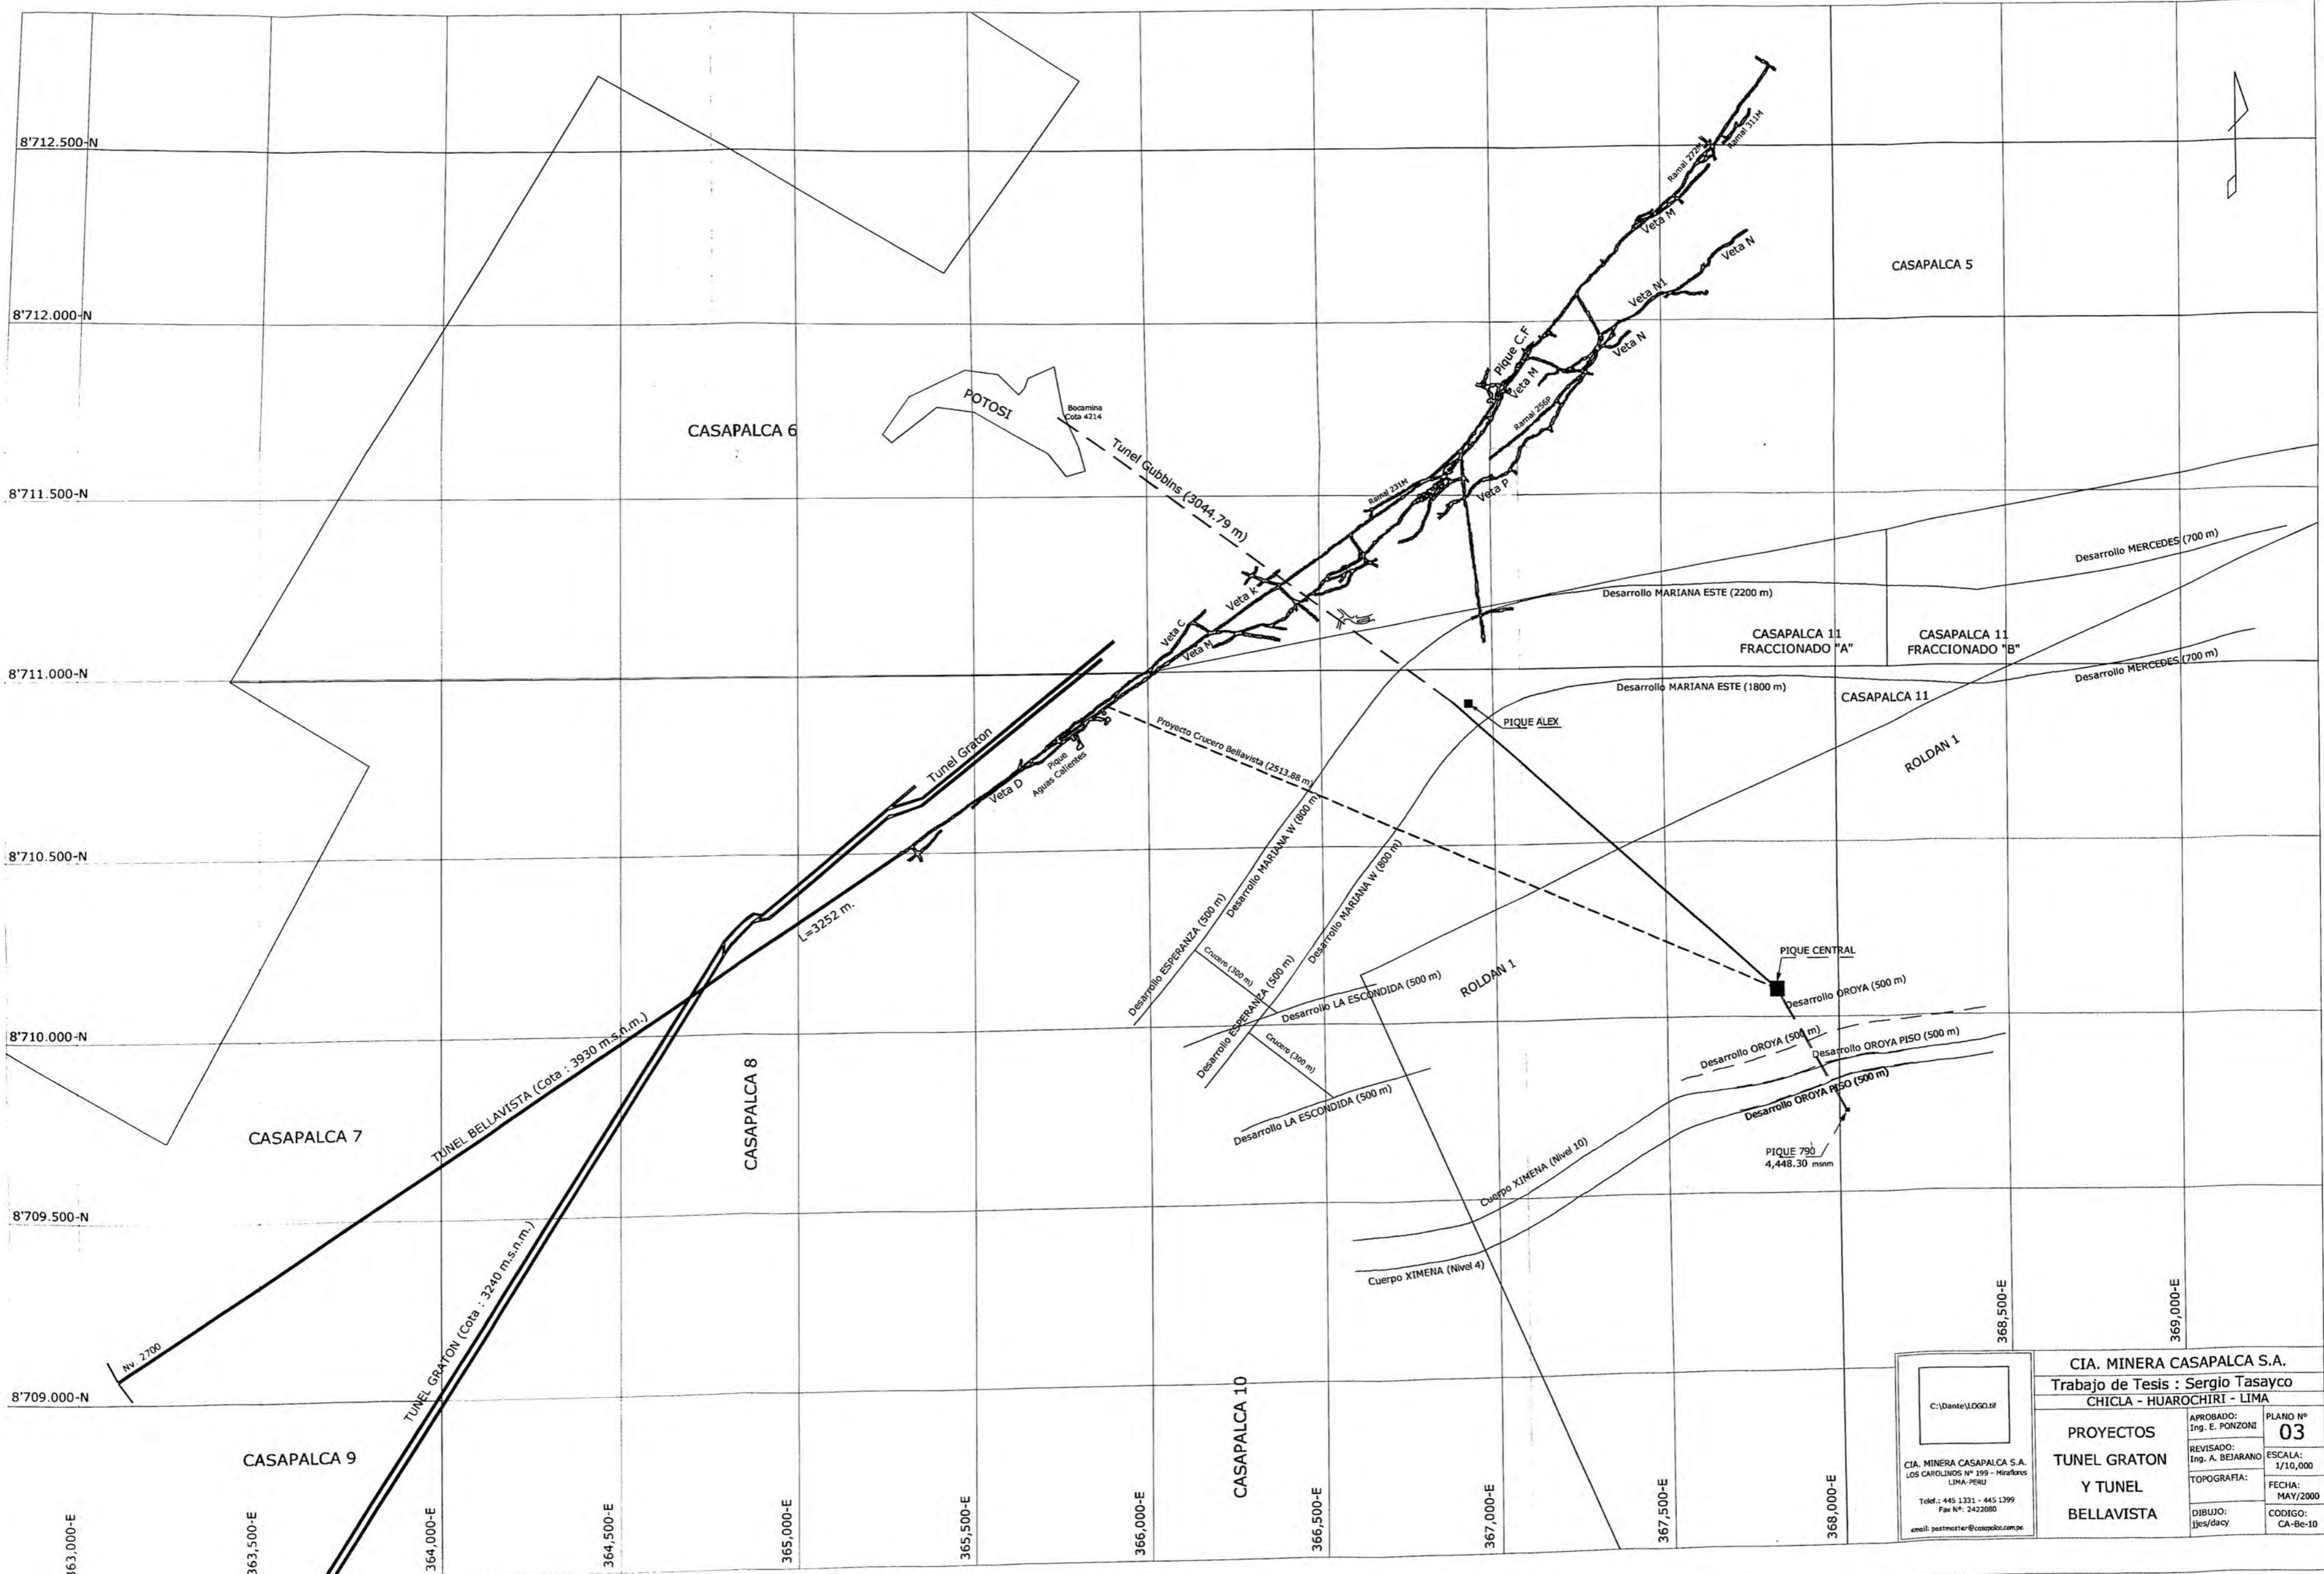 8'712.500-N
Ramal 272M
Ramal 311M
Veta M
Veta N
CASAPALCA 5
Veta N1
8'712.000-N
Pique C.F
Veta N
Veta M
POTOSI
Bocamina
Cota 4214
Ramal 256P
CASAPALCA 6
Tunel Gubbins (3044.79 m)
8'711.500-N
Ramal 231M
Veta P
Desarrollo MERCEDES (700 m)
Veta k
Desarrollo MARIANA ESTE (2200 m)
Veta C
CASAPALCA 11
FRACCIONADO "A"
CASAPALCA 11
FRACCIONADO "B"
Veta M
8'711.000-N
Desarrollo MERCEDES (700 m)
Desarrollo MARIANA ESTE (1800 m)
CASAPALCA 11
PIQUE ALEX
Proyecto Crucero Bellavista (2513.88 m)
Tunel Graton
ROLDAN 1
Pique
Aguas Calientes
Veta D
Desarrollo MARIANA W (800 m)
8'710.500-N
Desarrollo MARIANA W (800 m)
L=3252 m.
Desarrollo ESPERANZA (500 m)
Crucero (300 m)
PIQUE CENTRAL
Desarrollo ESPERANZA (500 m)
Desarrollo LA ESCONDIDA (500 m)
ROLDAN 1
Desarrollo OROYA (500 m)
8'710.000-N
Crucero (300 m)
Desarrollo OROYA (500 m)
Desarrollo OROYA PISO (500 m)
TUNEL BELLAVISTA (Cota : 3930 m.s.n.m.)
CASAPALCA 8
Desarrollo OROYA PISO (500 m)
Desarrollo LA ESCONDIDA (500 m)
CASAPALCA 7
PIQUE 790
4,448.30 msnm
Cuerpo XIMENA (Nivel 10)
8'709.500-N
Cuerpo XIMENA (Nivel 4)
TUNEL GRATON (Cota : 3240 m.s.n.m.)
Nv. 2700
8'709.000-N
CASAPALCA 9
CASAPALCA 10
363,000-E
363,500-E
364,000-E
364,500-E
365,000-E
365,500-E
366,000-E
366,500-E
367,000-E
367,500-E
368,000-E
368,500-E
369,000-E
C:\Dante\LOGO.tif
CIA. MINERA CASAPALCA S.A.
LOS CAROLINOS Nº 199 - Miraflores
LIMA-PERU
Telef.: 445 1331 - 445 1399
Fax Nº: 2422080
email: postmaster@casapalca.com.pe
CIA. MINERA CASAPALCA S.A.
Trabajo de Tesis : Sergio Tasayco
CHICLA - HUAROCHIRI - LIMA
PROYECTOS
TUNEL GRATON
Y TUNEL
BELLAVISTA
APROBADO:
Ing. E. PONZONI
REVISADO:
Ing. A. BEJARANO
TOPOGRAFIA:
DIBUJO:
jjes/dacy
PLANO Nº
03
ESCALA:
1/10,000
FECHA:
MAY/2000
CODIGO:
CA-Be-10